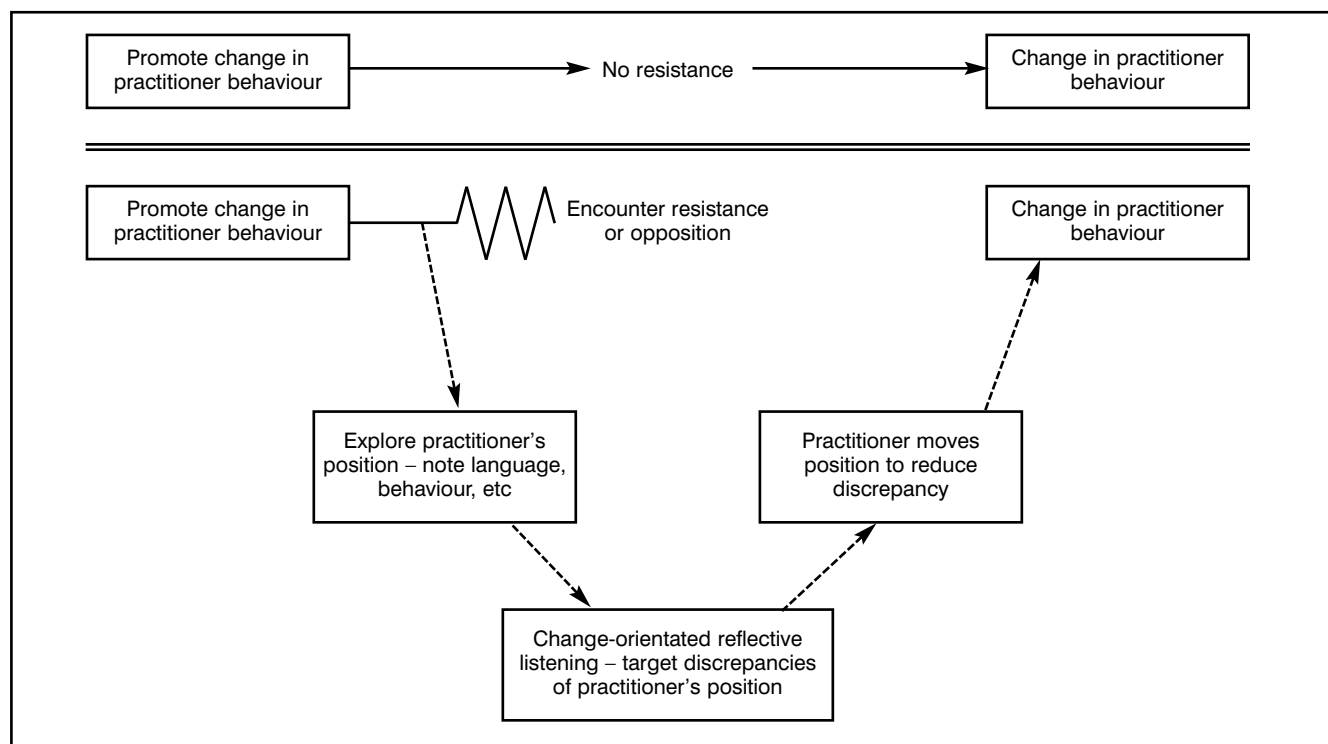 Promote change in
practitioner behaviour
No resistance
Change in practitioner
behaviour
Promote change in
practitioner behaviour
Encounter resistance
or opposition
Change in practitioner
behaviour
Explore practitioner’s
position – note language,
behaviour, etc
Practitioner moves
position to reduce
discrepancy
Change-orientated reflective
listening – target discrepancies
of practitioner’s position